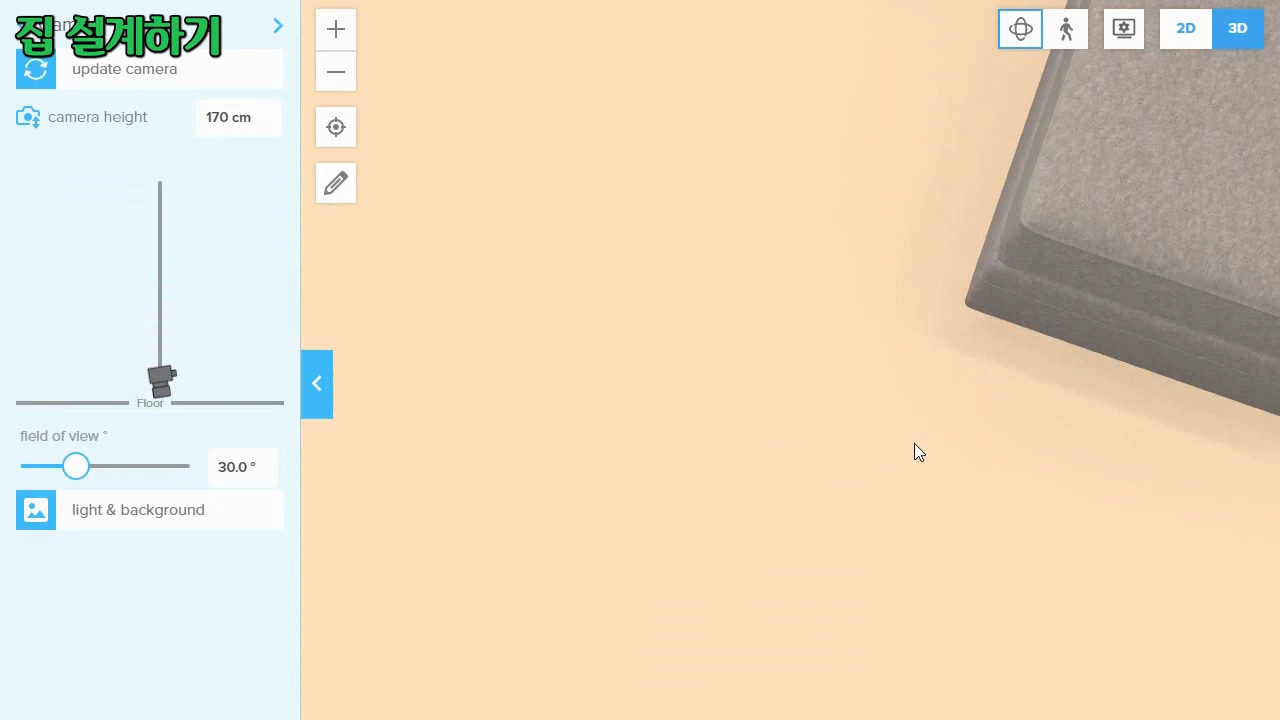 집 설계하기
update camera
camera height
170 cm
Floor
field of view °
30.0 °
light & background
2D
3D